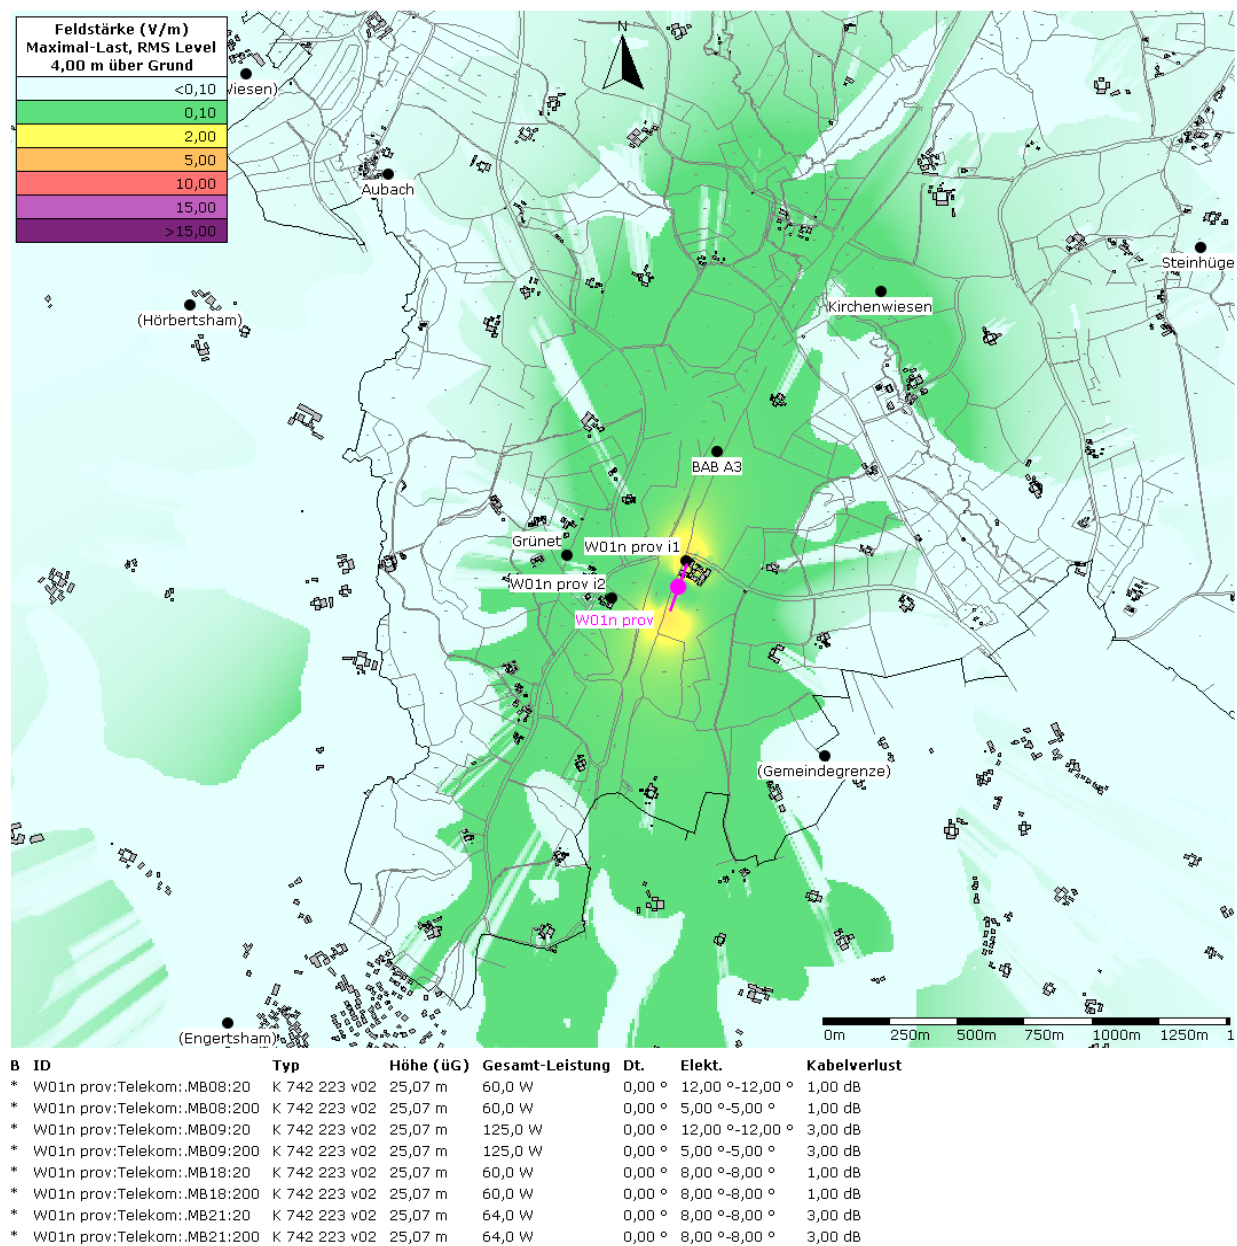 Feldstärke (V/m)
Maximal-Last, RMS Level
4,00 m über Grund
<0,10
0,10
2,00
5,00
10,00
15,00
>15,00
N
Wiesen)
Aubach
(Hörbertsham)
Steinhüge
Kirchenwiesen
BAB A3
Grünet
W01n prov i1
W01n prov i2
W01n prov
(Gemeindegrenze)
(Engertsham)
0m 250m 500m 750m 1000m 1250m 1
B ID Typ Höhe (üG) Gesamt-Leistung Dt. Elekt. Kabelverlust
* W01n prov:Telekom:.MB08:20 K 742 223 v02 25,07 m 60,0 W 0,00 ° 12,00 °-12,00 ° 1,00 dB
* W01n prov:Telekom:.MB08:200 K 742 223 v02 25,07 m 60,0 W 0,00 ° 5,00 °-5,00 ° 1,00 dB
* W01n prov:Telekom:.MB09:20 K 742 223 v02 25,07 m 125,0 W 0,00 ° 12,00 °-12,00 ° 3,00 dB
* W01n prov:Telekom:.MB09:200 K 742 223 v02 25,07 m 125,0 W 0,00 ° 5,00 °-5,00 ° 3,00 dB
* W01n prov:Telekom:.MB18:20 K 742 223 v02 25,07 m 60,0 W 0,00 ° 8,00 °-8,00 ° 1,00 dB
* W01n prov:Telekom:.MB18:200 K 742 223 v02 25,07 m 60,0 W 0,00 ° 8,00 °-8,00 ° 1,00 dB
* W01n prov:Telekom:.MB21:20 K 742 223 v02 25,07 m 64,0 W 0,00 ° 8,00 °-8,00 ° 3,00 dB
* W01n prov:Telekom:.MB21:200 K 742 223 v02 25,07 m 64,0 W 0,00 ° 8,00 °-8,00 ° 3,00 dB